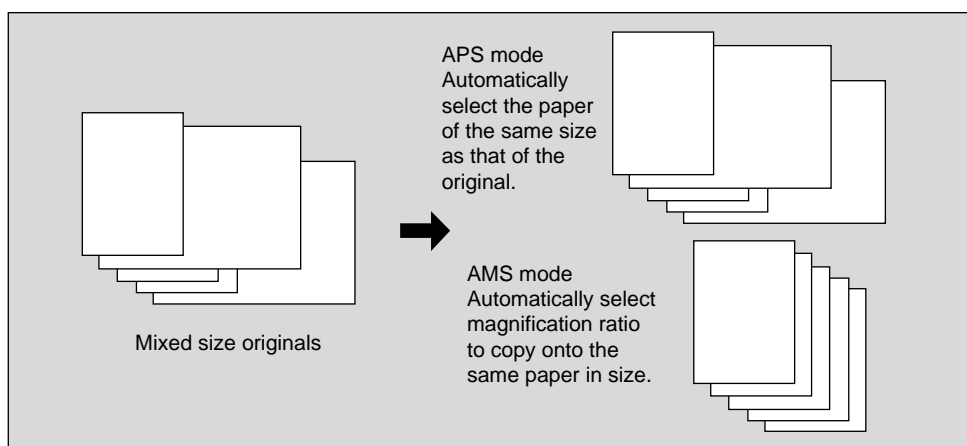 APS mode
Automatically
select the paper
of the same size
as that of the
original.
AMS mode
Automatically select
magnification ratio
to copy onto the
same paper in size.
Mixed size originals